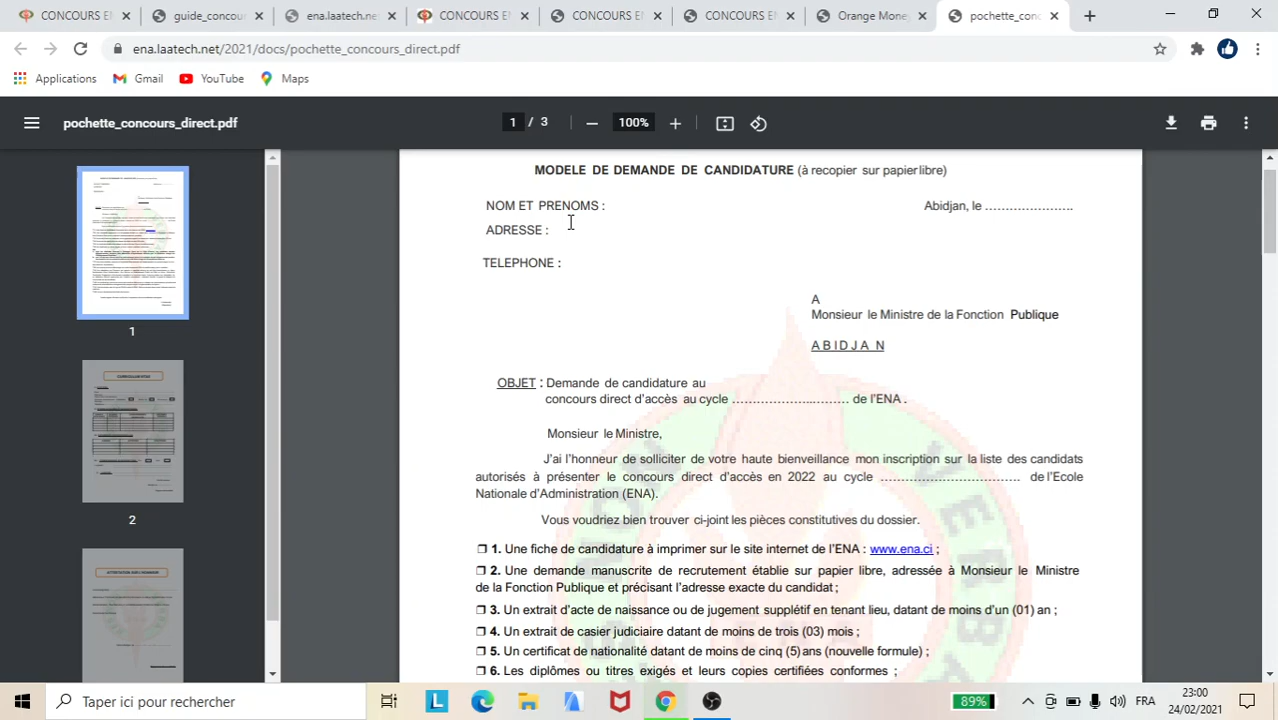 CONCOURS EN
guide_concou
ena.laatech.ne
CONCOURS EN
CONCOURS EN
CONCOURS EN
Orange Mone
pochette_conc
ena.laatech.net/2021/docs/pochette_concours_direct.pdf
Applications
Gmail
YouTube
Maps
pochette_concours_direct.pdf
1 / 3
100%
MODELE DE DEMANDE DE CANDIDATURE (à recopier sur papier libre)
NOM ET PRENOMS :
Abidjan, le .....................
ADRESSE :
TELEPHONE :
A
Monsieur le Ministre de la Fonction Publique
A B I D J A N
OBJET : Demande de candidature au
concours direct d'accès au cycle ............................ de l'ENA .
Monsieur le Ministre,
J'ai l'honneur de solliciter de votre haute bienveillance mon inscription sur la liste des candidats
autorisés à présenter le concours direct d'accès en 2022 au cycle .................................. de l'Ecole
Nationale d'Administration (ENA).
Vous voudriez bien trouver ci-joint les pièces constitutives du dossier.
❒ 1. Une fiche de candidature à imprimer sur le site internet de l'ENA : www.ena.ci ;
❒ 2. Une demande manuscrite de recrutement établie sur papier libre, adressée à Monsieur le Ministre
de la Fonction Publique et précisant l'adresse exacte du candidat ;
❒ 3. Un extrait d'acte de naissance ou de jugement supplétif en tenant lieu, datant de moins d'un (01) an ;
❒ 4. Un extrait de casier judiciaire datant de moins de trois (03) mois ;
❒ 5. Un certificat de nationalité datant de moins de cinq (5) ans (nouvelle formule) ;
❒ 6. Les diplômes ou titres exigés et leurs copies certifiées conformes ;
1
2
Taper ici pour rechercher
89%
FRA
23:00
24/02/2021